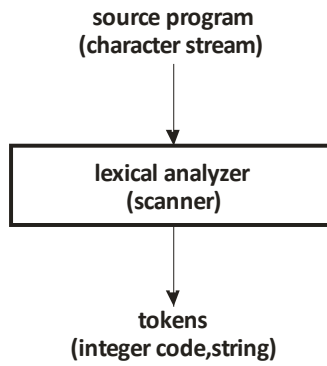 source program
(character stream)
lexical analyzer
(scanner)
tokens
(integer code,string)